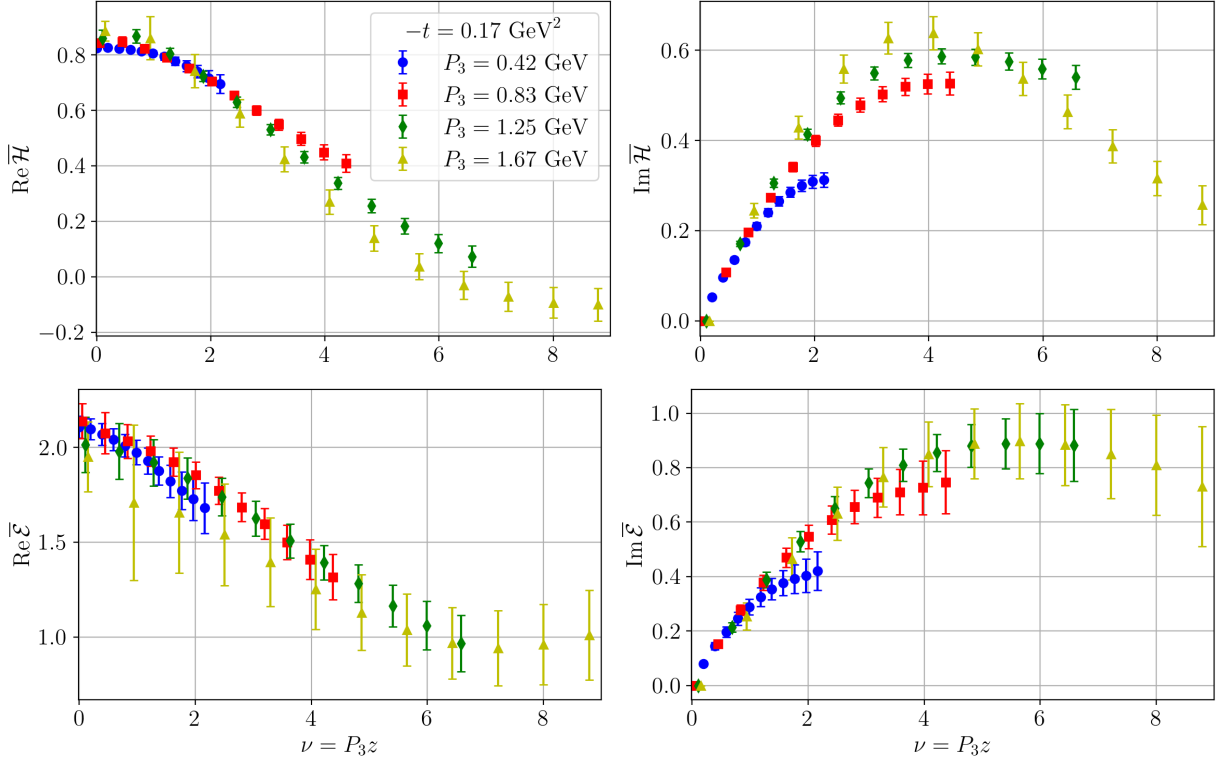 −t = 0.17 GeV²
P₃ = 0.42 GeV
P₃ = 0.83 GeV
P₃ = 1.25 GeV
P₃ = 1.67 GeV
Re ℋ̅
0.8
0.6
0.4
0.2
0.0
−0.2
0 2 4 6 8
Im ℋ̅
0.6
0.4
0.2
0.0
0 2 4 6 8
Re ℰ̅
2.0
1.5
1.0
0 2 4 6 8
ν = P₃z
Im ℰ̅
1.0
0.8
0.6
0.4
0.2
0.0
0 2 4 6 8
ν = P₃z